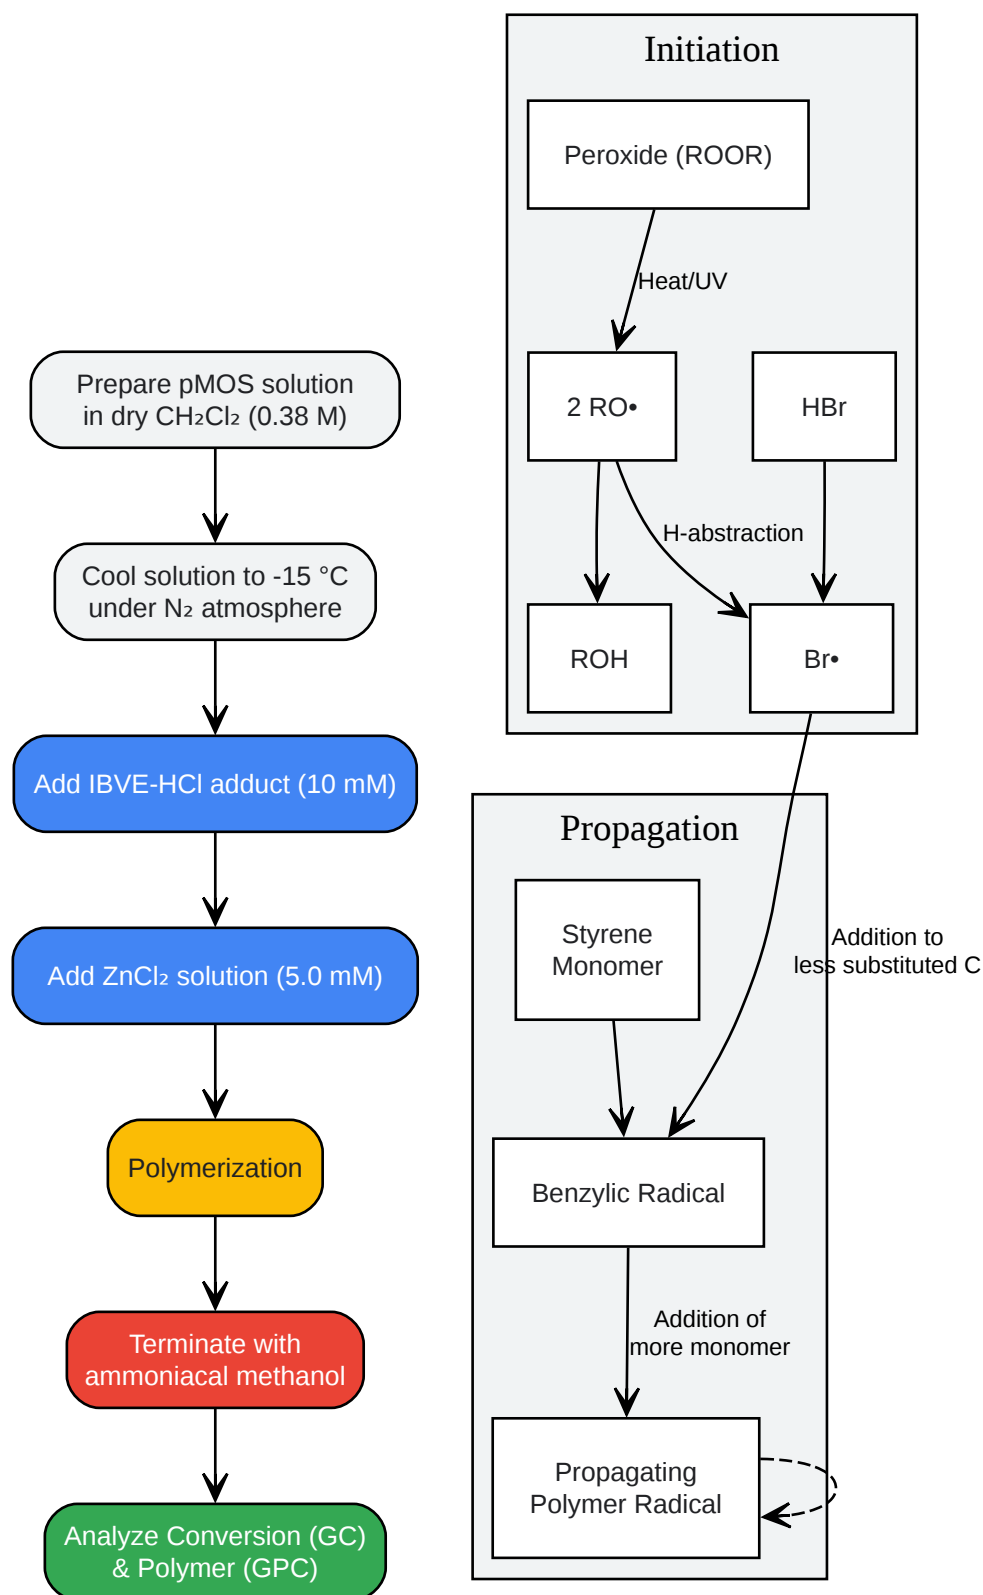 Prepare pMOS solution
in dry CH₂Cl₂ (0.38 M)
Cool solution to -15 °C
under N₂ atmosphere
Add IBVE-HCl adduct (10 mM)
Add ZnCl₂ solution (5.0 mM)
Polymerization
Terminate with
ammoniacal methanol
Analyze Conversion (GC)
& Polymer (GPC)
Initiation
Peroxide (ROOR)
Heat/UV
2 RO•
HBr
H-abstraction
ROH
Br•
Propagation
Styrene
Monomer
Addition to
less substituted C
Benzylic Radical
Addition of
more monomer
Propagating
Polymer Radical